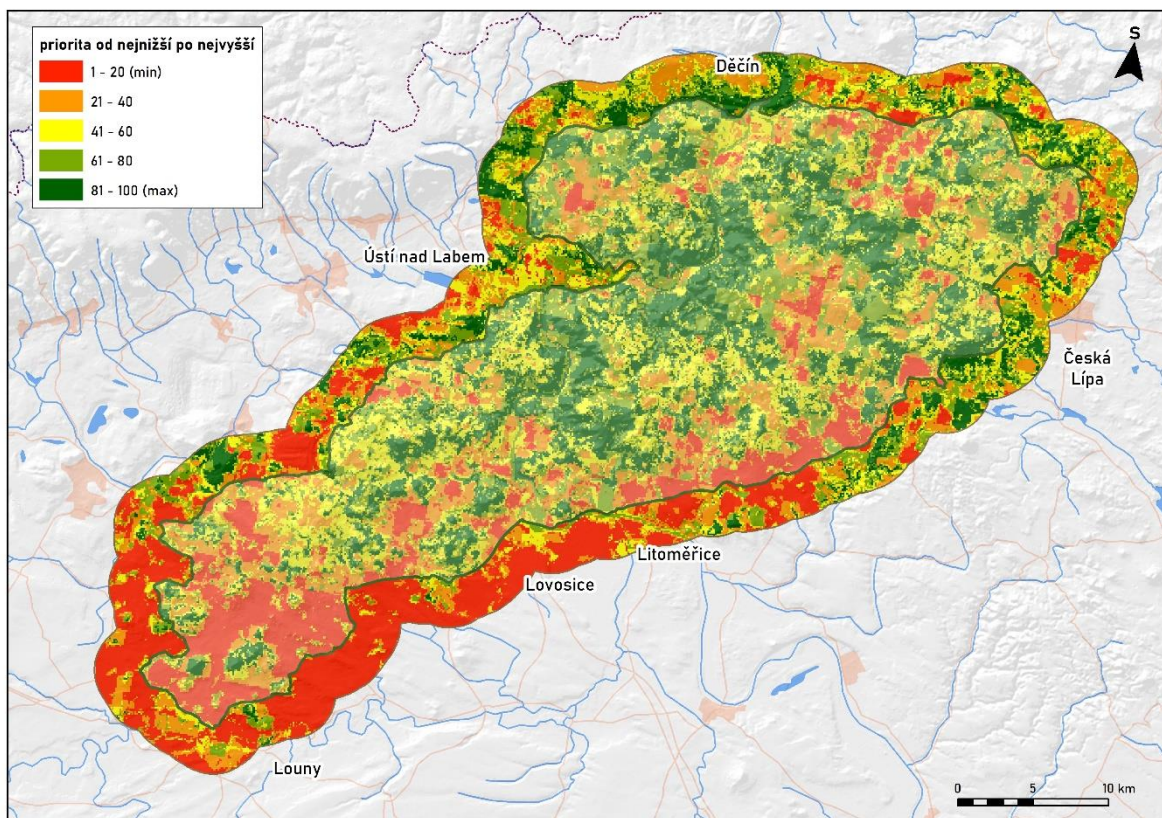 priorita od nejnižší po nejvyšší
1 – 20 (min)
21 – 40
41 – 60
61 – 80
81 – 100 (max)
S
Děčín
Ústí nad Labem
Česká
Lípa
Litoměřice
Lovosice
Louny
0 5 10 km